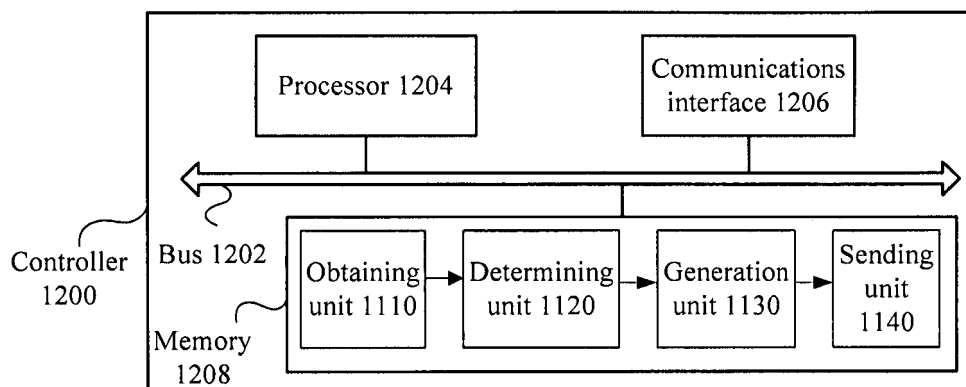 Processor 1204
Communications
interface 1206
Bus 1202
Controller
1200
Obtaining
unit 1110
Determining
unit 1120
Generation
unit 1130
Sending
unit
1140
Memory
1208